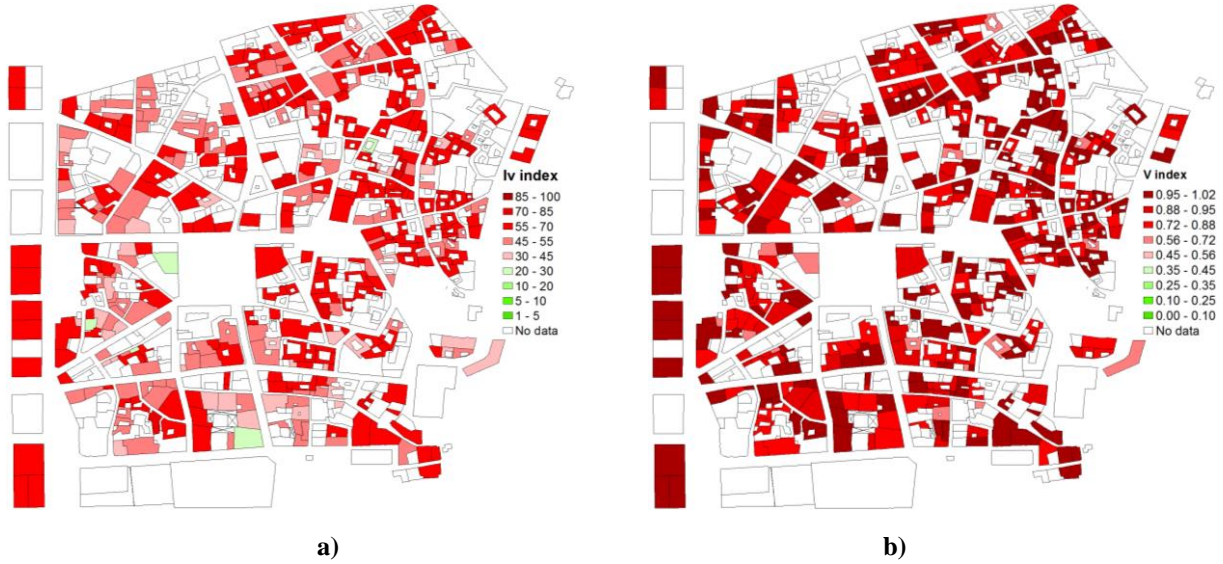 Iv index
85 - 100
70 - 85
55 - 70
45 - 55
30 - 45
20 - 30
10 - 20
5 - 10
1 - 5
No data
V index
0.95 - 1.02
0.88 - 0.95
0.72 - 0.88
0.56 - 0.72
0.45 - 0.56
0.35 - 0.45
0.25 - 0.35
0.10 - 0.25
0.00 - 0.10
No data
a)
b)